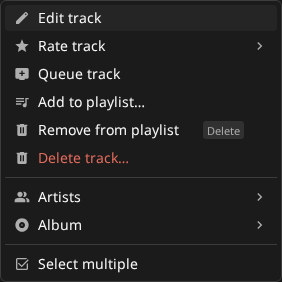 Edit track
Rate track
Queue track
Add to playlist...
Remove from playlist Delete
Delete track...
Artists
Album
Select multiple